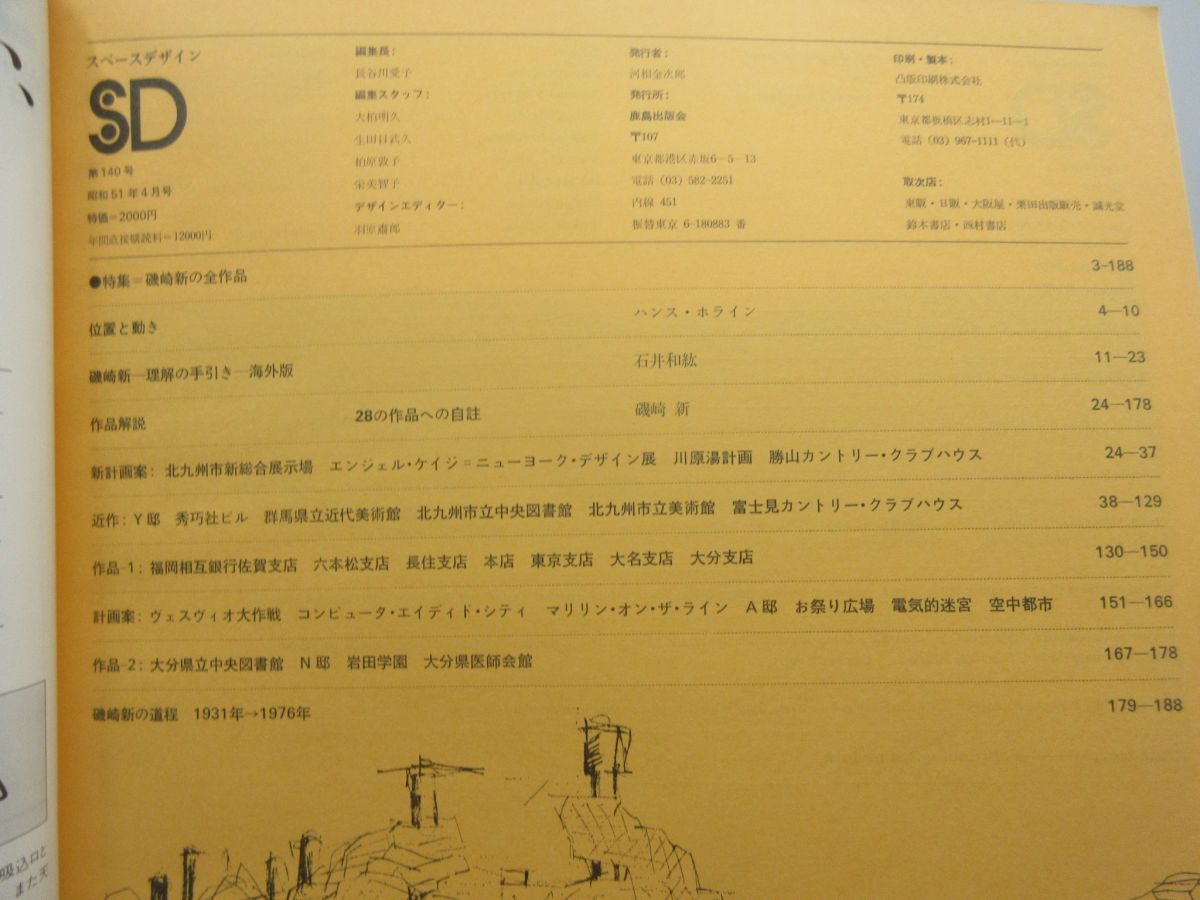 スペースデザイン
SD
第140号
昭和51年4月号
特価=2000円
年間直接購読料=12000円
編集長:
長谷川愛子
編集スタッフ:
大柏明久
生田目武久
柏原敦子
栄美智子
デザインエディター:
羽原肅郎
発行者:
河相金次郎
発行所:
鹿島出版会
〒107
東京都港区赤坂6-5-13
電話 (03) 582-2251
内線 451
振替東京 6-180883 番
印刷・製本:
凸版印刷株式会社
〒174
東京都板橋区志村1-11-1
電話 (03) 967-1111 (代)
取次店:
東販・日販・大阪屋・栗田出版販売・誠光堂
鈴木書店・西村書店
●特集=磯崎新の全作品 3-188
位置と動き ハンス・ホライン 4—10
磯崎新—理解の手引き—海外版 石井和紘 11—23
作品解説 28の作品への自註 磯崎 新 24—178
新計画案: 北九州市新総合展示場 エンジェル・ケイジ=ニューヨーク・デザイン展 川原湯計画 勝山カントリー・クラブハウス 24—37
近作: Y邸 秀巧社ビル 群馬県立近代美術館 北九州市立中央図書館 北九州市立美術館 富士見カントリー・クラブハウス 38—129
作品-1: 福岡相互銀行佐賀支店 六本松支店 長住支店 本店 東京支店 大名支店 大分支店 130—150
計画案: ヴェスヴィオ大作戦 コンピュータ・エイディド・シティ マリリン・オン・ザ・ライン A邸 お祭り広場 電気的迷宮 空中都市 151—166
作品-2: 大分県立中央図書館 N邸 岩田学園 大分県医師会館 167—178
磯崎新の道程 1931年→1976年 179—188
吸込口と
また天